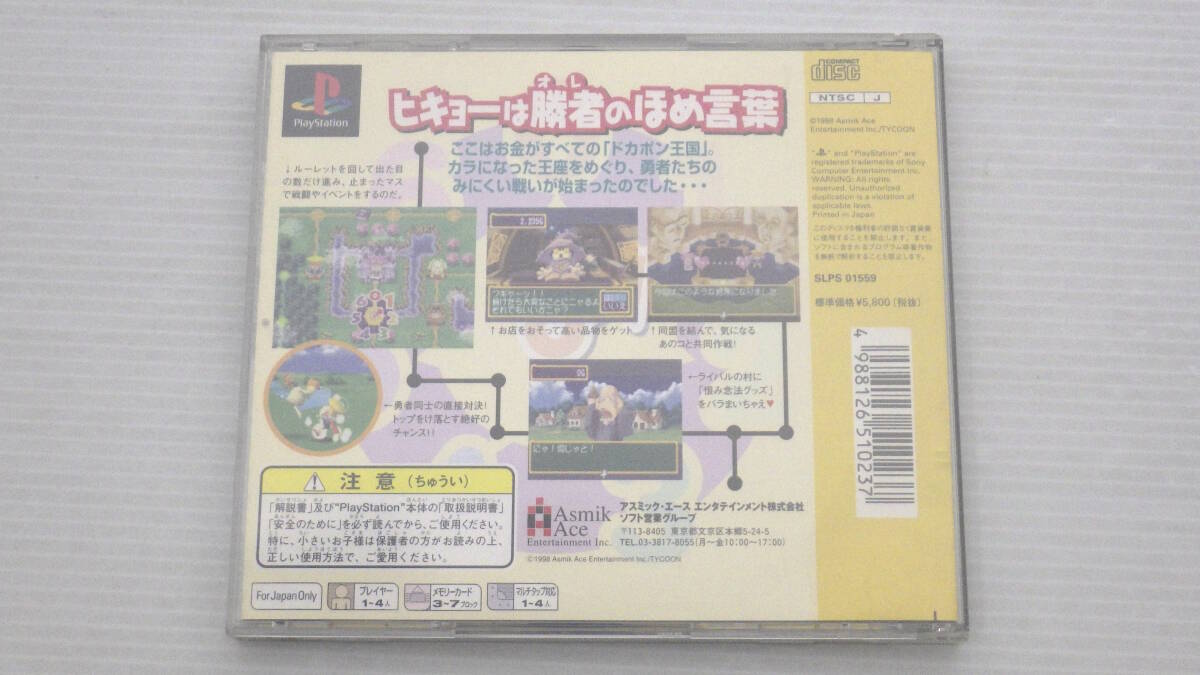 PlayStation
オレ
ヒキョーは勝者のほめ言葉
ここはお金がすべての「ドカポン王国」。
カラになった王座をめぐり、勇者たちの
みにくい戦いが始まったのでした・・・
↓ルーレットを回して出た目
の数だけ進み、止まったマス
で戦闘やイベントをするのだ。
↑お店をおそって高い品物をゲット
↑同盟を結んで、気になる
あのコと共同作戦!
今回はこのような結果になりました
←勇者同士の直接対決!
トップをけ落とす絶好の
チャンス!!
0G
にゃ!
←ライバルの村に
「恨み念法グッズ」
をバラまいちゃえ♥
注意(ちゅうい)
「解説書」及び"PlayStation"本体の「取扱説明書」
「安全のために」を必ず読んでから、ご使用ください。
特に、小さいお子様は保護者の方がお読みの上、
正しい使用方法で、ご愛用ください。
Asmik
Ace
Entertainment Inc.
アスミック・エース エンタテインメント株式会社
ソフト営業グループ
〒113-8405 東京都文京区本郷5-24-5
TEL.03-3817-8055(月〜金10:00〜17:00)
©1998 Asmik Ace Entertainment Inc./TYCOON
For Japan Only
プレイヤー
1~4人
メモリーカード
3~7ブロック
マルチタップ対応
1~4人
COMPACT
disc
NTSC J
©1998 Asmik Ace
Entertainment Inc./TYCOON
"" and "PlayStation" are
registered trademarks of Sony
Computer Entertainment Inc.
"WARNING: All rights
reserved. Unauthorized
duplication is a violation of
applicable laws.
Printed in Japan
SLPS 01559
標準価格¥5,800(税抜)
4 988126 510237